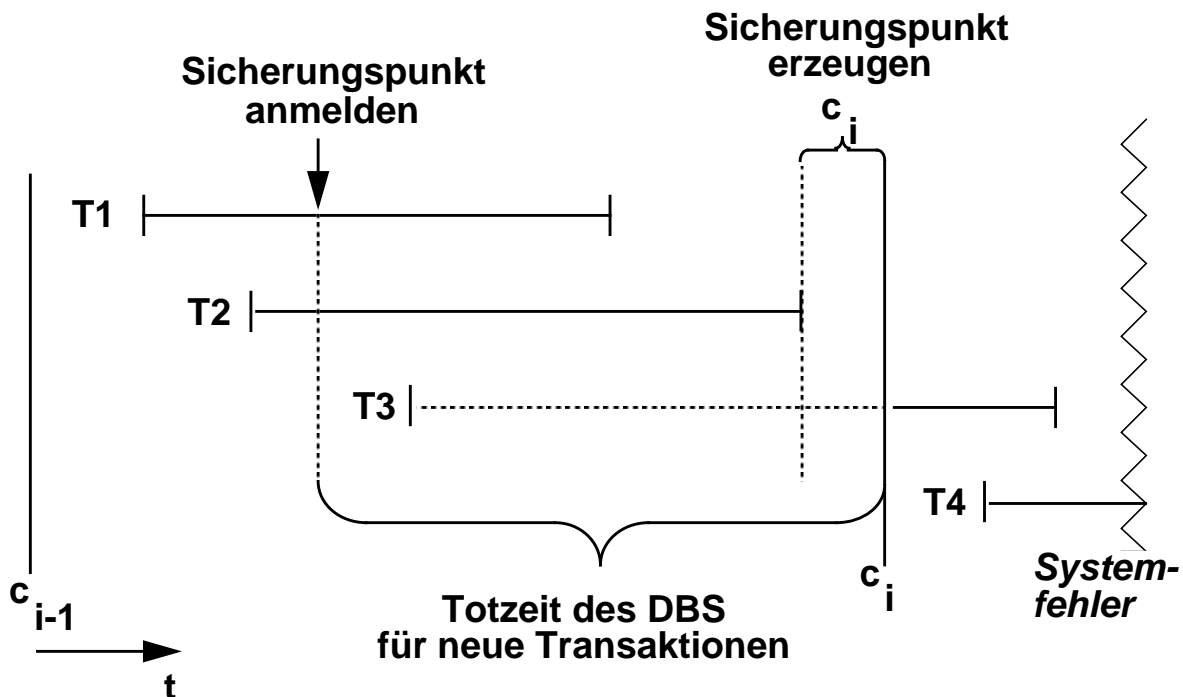 Sicherungspunkt
erzeugen
c i
Sicherungspunkt
anmelden
T1
T2
T3
T4
c i-1
t
Totzeit des DBS
für neue Transaktionen
c i
System-
fehler